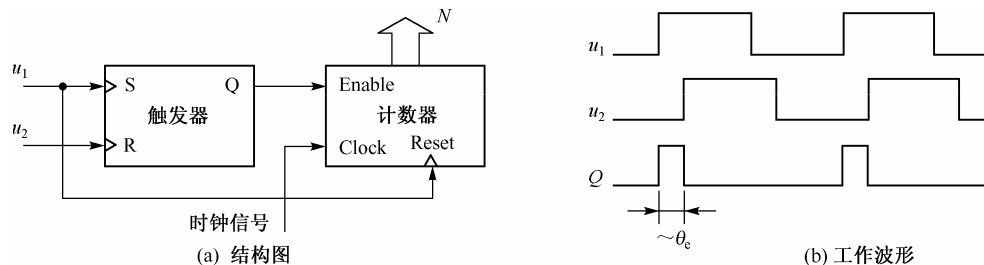 N
u1
S
Q
Enable
触发器
计数器
u2
R
Clock
Reset
时钟信号
(a) 结构图
u1
u2
Q
～θe
(b) 工作波形